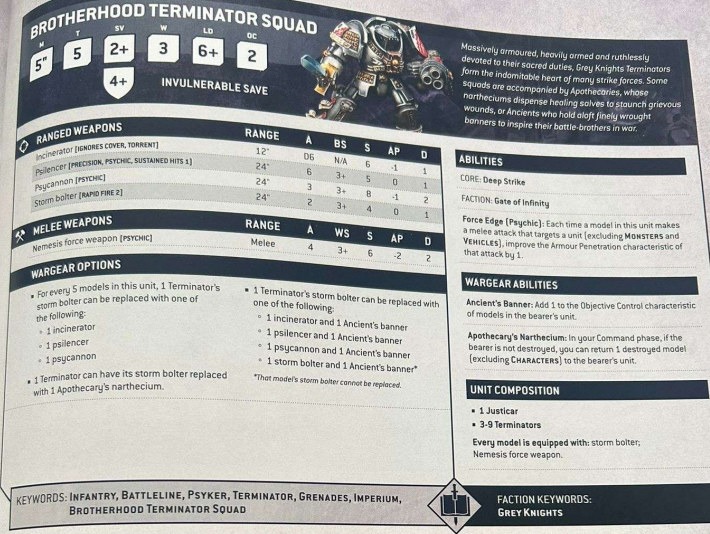 BROTHERHOOD TERMINATOR SQUAD
M T SV W LD OC
5" 5 2+ 3 6+ 2
4+ INVULNERABLE SAVE
Massively armoured, heavily armed and ruthlessly
devoted to their sacred duties, Grey Knights Terminators
form the indomitable heart of many strike forces. Some
squads are accompanied by Apothecaries, whose
nartheciums dispense healing salves to staunch grievous
wounds, or Ancients who hold aloft finely wrought
banners to inspire their battle-brothers in war.
RANGED WEAPONS RANGE A BS S AP D
Incinerator [IGNORES COVER, TORRENT] 12" D6 N/A 6 -1 1
Psilencer [PRECISION, PSYCHIC, SUSTAINED HITS 1] 24" 6 3+ 5 0 1
Psycannon [PSYCHIC] 24" 3 3+ 8 -1 2
Storm bolter [RAPID FIRE 2] 24" 2 3+ 4 0 1
MELEE WEAPONS RANGE A WS S AP D
Nemesis force weapon [PSYCHIC] Melee 4 3+ 6 -2 2
WARGEAR OPTIONS
▪ For every 5 models in this unit, 1 Terminator's
storm bolter can be replaced with one of
the following:
◦ 1 incinerator
◦ 1 psilencer
◦ 1 psycannon
▪ 1 Terminator can have its storm bolter replaced
with 1 Apothecary's narthecium.
▪ 1 Terminator's storm bolter can be replaced with
one of the following:
◦ 1 incinerator and 1 Ancient's banner
◦ 1 psilencer and 1 Ancient's banner
◦ 1 psycannon and 1 Ancient's banner
◦ 1 storm bolter and 1 Ancient's banner*
*That model's storm bolter cannot be replaced.
ABILITIES
CORE: Deep Strike
FACTION: Gate of Infinity
Force Edge (Psychic): Each time a model in this unit makes
a melee attack that targets a unit (excluding MONSTERS and
VEHICLES), improve the Armour Penetration characteristic of
that attack by 1.
WARGEAR ABILITIES
Ancient's Banner: Add 1 to the Objective Control characteristic
of models in the bearer's unit.
Apothecary's Narthecium: In your Command phase, if the
bearer is not destroyed, you can return 1 destroyed model
(excluding CHARACTERS) to the bearer's unit.
UNIT COMPOSITION
▪ 1 Justicar
▪ 3-9 Terminators
Every model is equipped with: storm bolter;
Nemesis force weapon.
KEYWORDS: INFANTRY, BATTLELINE, PSYKER, TERMINATOR, GRENADES, IMPERIUM,
BROTHERHOOD TERMINATOR SQUAD
FACTION KEYWORDS:
GREY KNIGHTS